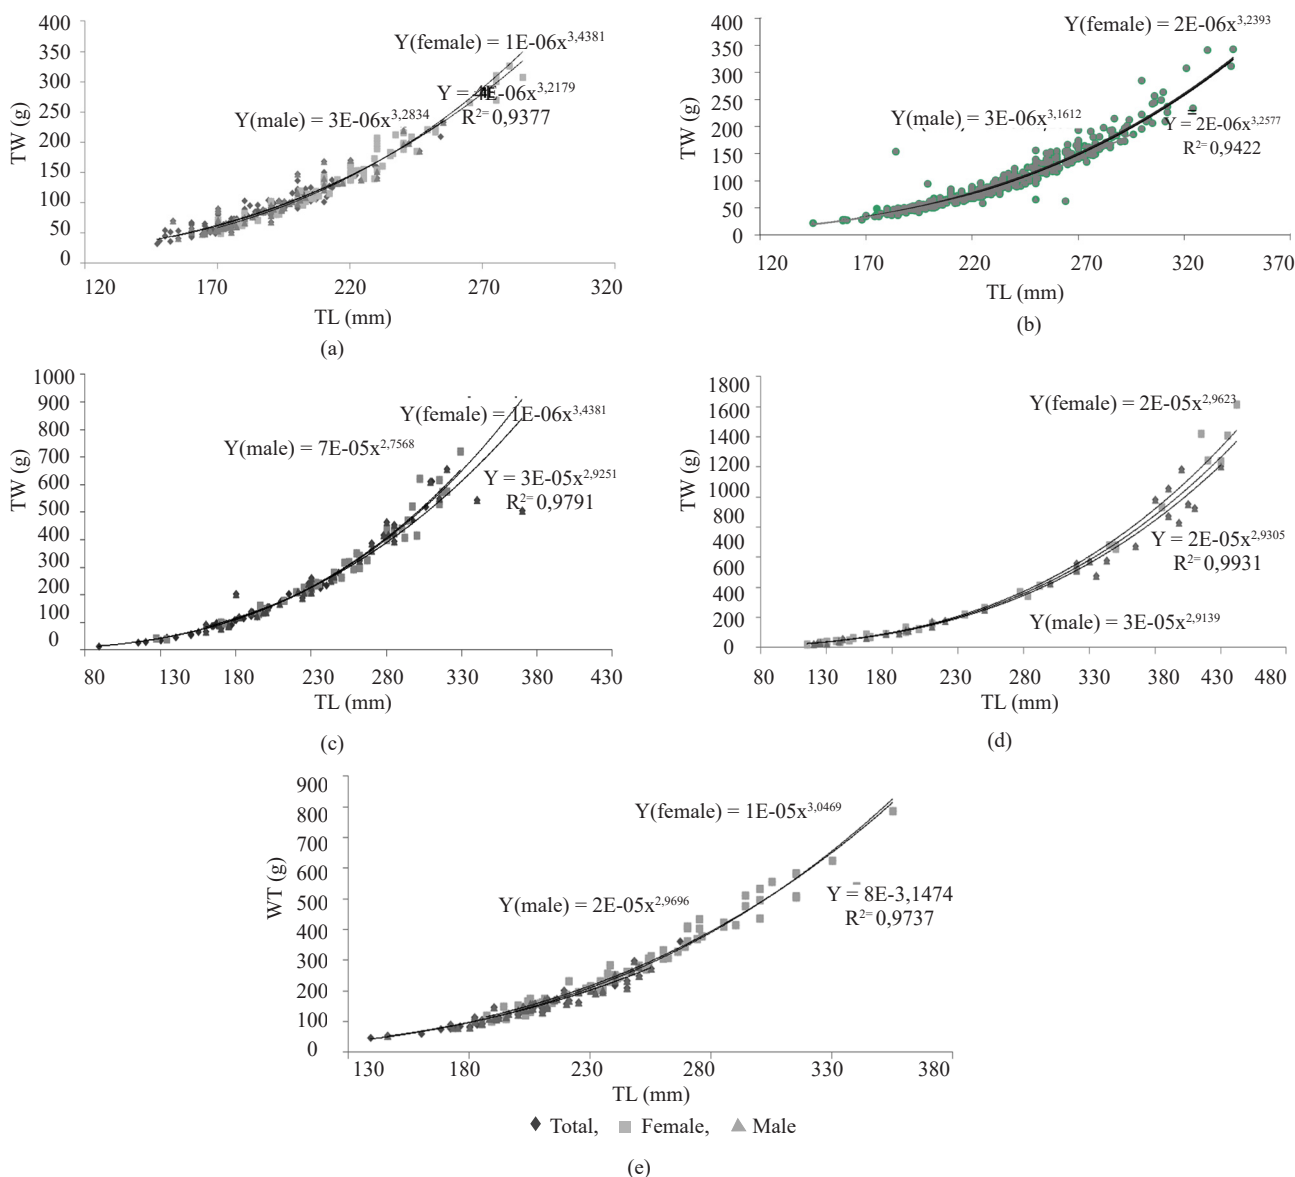 400
350
300
250
200
150
100
50
0
TW (g)
Y(female) = 1E-06x3,4381
Y = 4E-06x3,2179
R2= 0,9377
Y(male) = 3E-06x3,2834
120 170 220 270 320
TL (mm)
(a)
400
350
300
250
200
150
100
50
0
TW (g)
Y(female) = 2E-06x3,2393
Y(male) = 3E-06x3,1612
Y = 2E-06x3,2577
R2= 0,9422
120 170 220 270 320 370
TL (mm)
(b)
1000
900
800
700
600
500
400
300
200
100
0
TW (g)
Y(female) = 1E-06x3,4381
Y(male) = 7E-05x2,7568
Y = 3E-05x2,9251
R2= 0,9791
80 130 180 230 280 330 380 430
TL (mm)
(c)
1800
1600
1400
1200
1000
800
600
400
200
0
TW (g)
Y(female) = 2E-05x2,9623
Y = 2E-05x2,9305
R2= 0,9931
Y(male) = 3E-05x2,9139
80 130 180 230 280 330 380 430 480
TL (mm)
(d)
900
800
700
600
500
400
300
200
100
0
WT (g)
Y(female) = 1E-05x3,0469
Y = 8E-3,1474
R2= 0,9737
Y(male) = 2E-05x2,9696
130 180 230 280 330 380
TL (mm)
Total, Female, Male
(e)